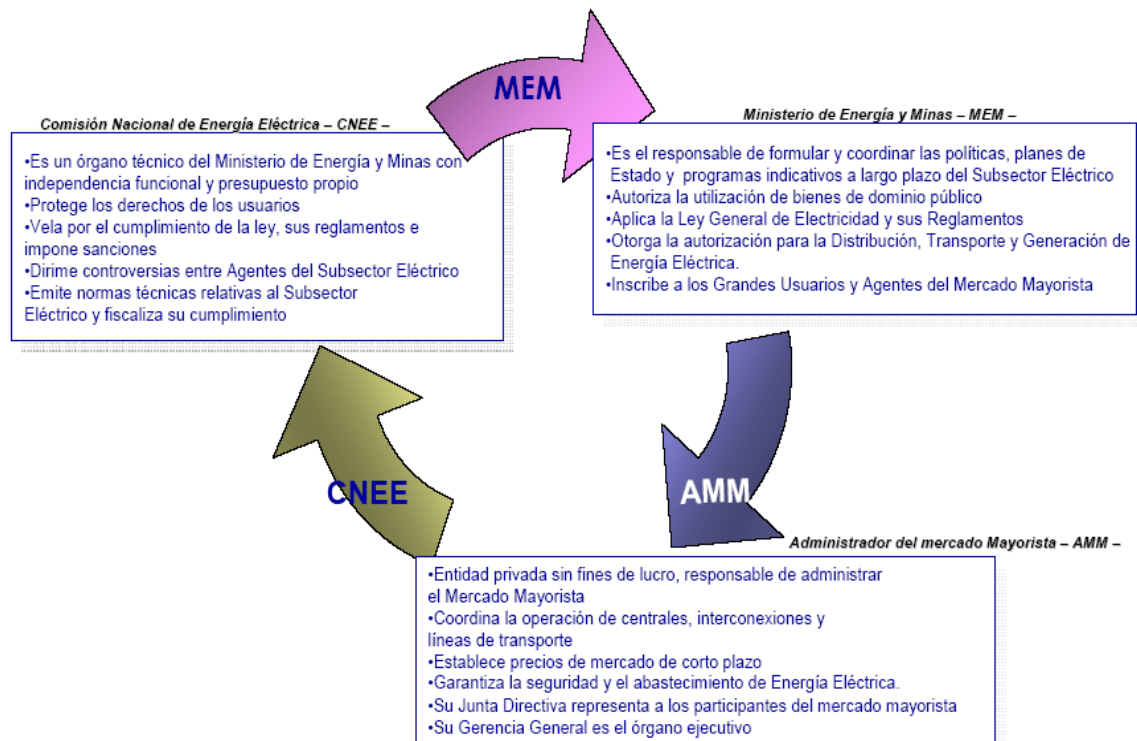 MEM
Comisión Nacional de Energía Eléctrica – CNEE –
•Es un órgano técnico del Ministerio de Energía y Minas con
independencia funcional y presupuesto propio
•Protege los derechos de los usuarios
•Vela por el cumplimiento de la ley, sus reglamentos e
impone sanciones
•Dirime controversias entre Agentes del Subsector Eléctrico
•Emite normas técnicas relativas al Subsector
Eléctrico y fiscaliza su cumplimiento
Ministerio de Energía y Minas – MEM –
•Es el responsable de formular y coordinar las políticas, planes de
Estado y programas indicativos a largo plazo del Subsector Eléctrico
•Autoriza la utilización de bienes de dominio público
•Aplica la Ley General de Electricidad y sus Reglamentos
•Otorga la autorización para la Distribución, Transporte y Generación de
Energía Eléctrica.
•Inscribe a los Grandes Usuarios y Agentes del Mercado Mayorista
CNEE
AMM
Administrador del mercado Mayorista – AMM –
•Entidad privada sin fines de lucro, responsable de administrar
el Mercado Mayorista
•Coordina la operación de centrales, interconexiones y
líneas de transporte
•Establece precios de mercado de corto plazo
•Garantiza la seguridad y el abastecimiento de Energía Eléctrica.
•Su Junta Directiva representa a los participantes del mercado mayorista
•Su Gerencia General es el órgano ejecutivo